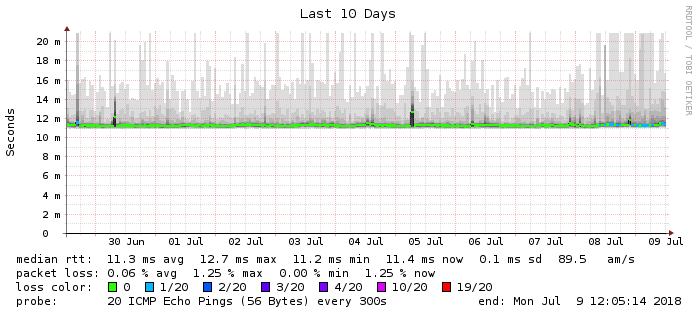 Last 10 Days
RRDTOOL / TOBI OETIKER
Seconds
20 m
18 m
16 m
14 m
12 m
10 m
8 m
6 m
4 m
2 m
0
30 Jun 01 Jul 02 Jul 03 Jul 04 Jul 05 Jul 06 Jul 07 Jul 08 Jul 09 Jul
median rtt: 11.3 ms avg 12.7 ms max 11.2 ms min 11.4 ms now 0.1 ms sd 89.5 am/s
packet loss: 0.06 % avg 1.25 % max 0.00 % min 1.25 % now
loss color: 0 1/20 2/20 3/20 4/20 10/20 19/20
probe: 20 ICMP Echo Pings (56 Bytes) every 300s end: Mon Jul 9 12:05:14 2018